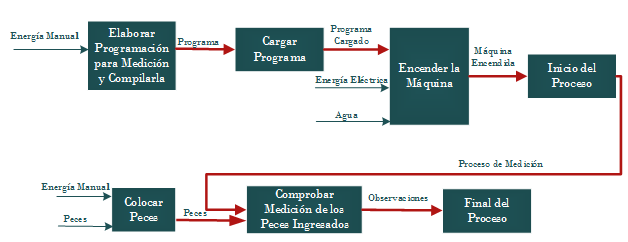 Energía Manual
Elaborar
Programación
para Medición
y Compilarla
Programa
Cargar
Programa
Programa
Cargado
Energía Eléctrica
Agua
Encender la
Máquina
Máquina
Encendida
Inicio del
Proceso
Proceso de Medición
Energía Manual
Peces
Colocar
Peces
Peces
Comprobar
Medición de los
Peces Ingresados
Observaciones
Final del
Proceso